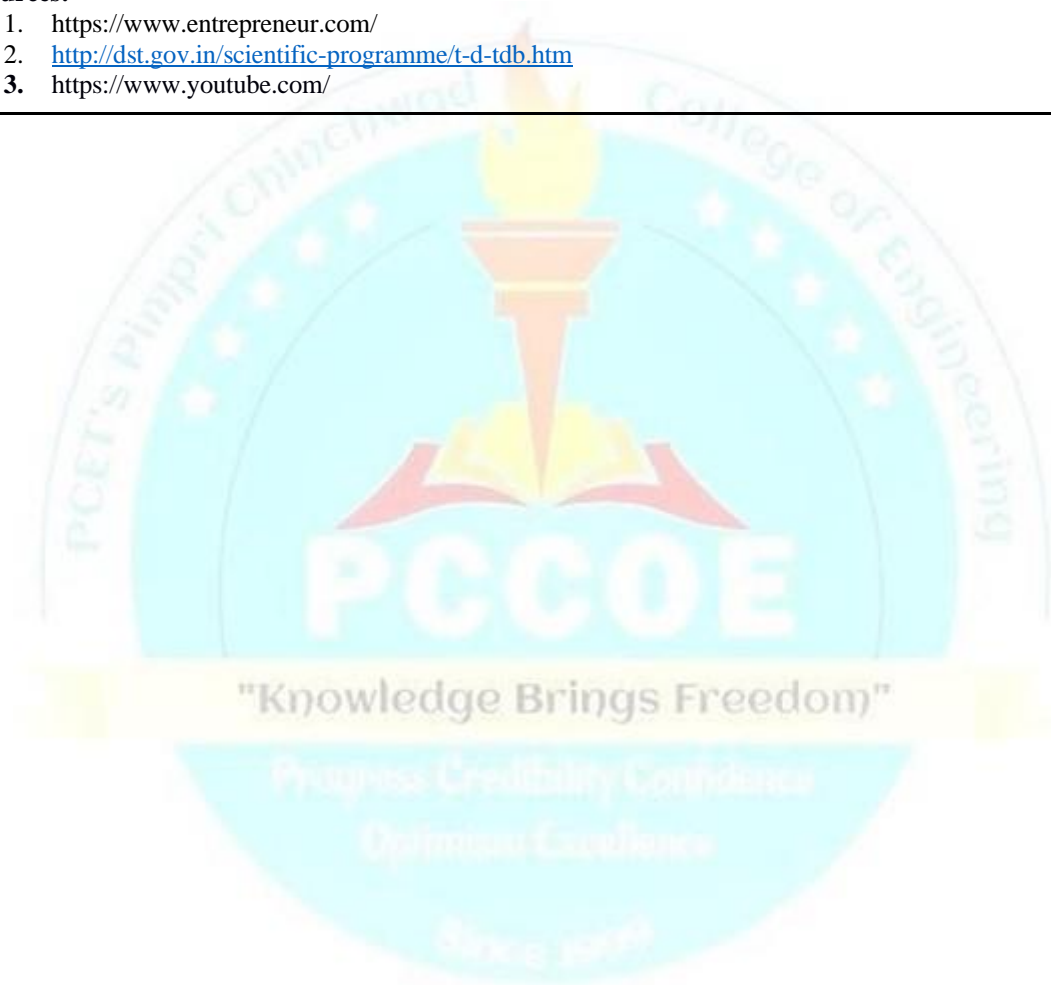 1. https://www.entrepreneur.com/
2. http://dst.gov.in/scientific-programme/t-d-tdb.htm
3. https://www.youtube.com/
PCET's Pimpri Chinchwad College of Engineering
PCCOE
"Knowledge Brings Freedom"
Progress Credibility Confidence
Optimism Excellence